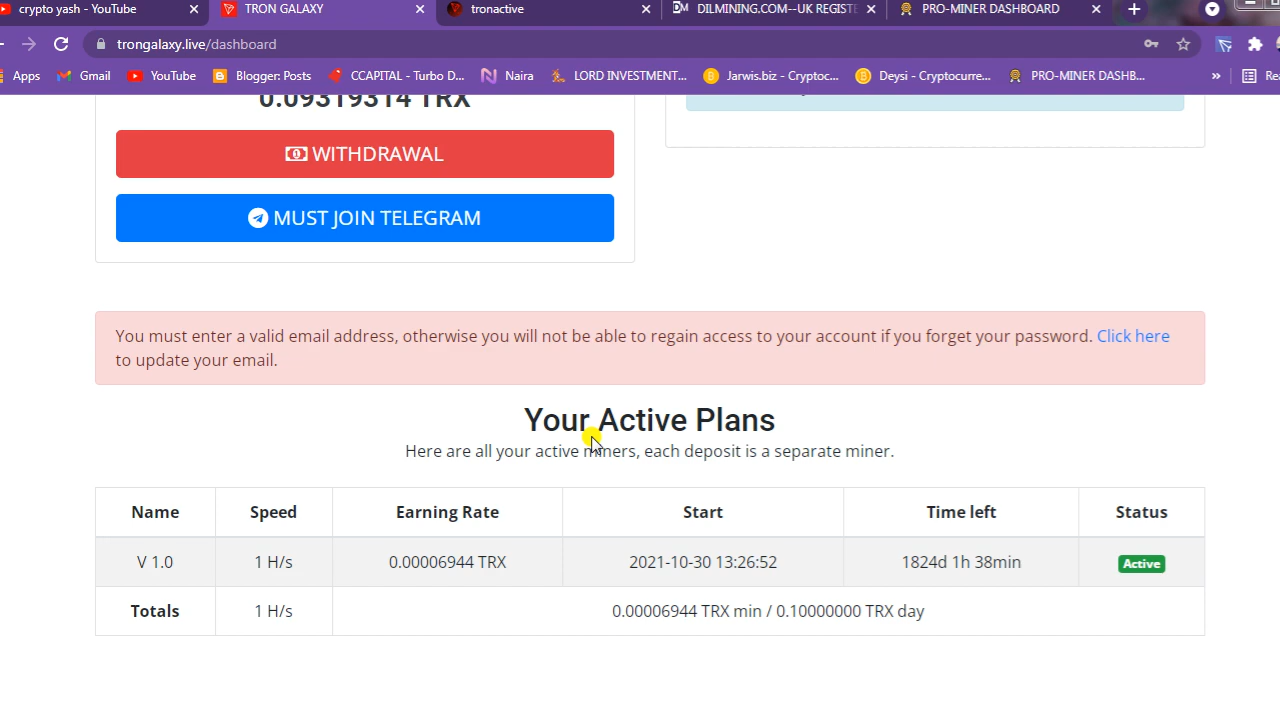 crypto yash - YouTube
TRON GALAXY
tronactive
DILMINING.COM--UK REGISTE
PRO-MINER DASHBOARD
trongalaxy.live/dashboard
Apps
Gmail
YouTube
Blogger: Posts
CCAPITAL - Turbo D...
Naira
LORD INVESTMENT...
Jarwis.biz - Cryptoc...
Deysi - Cryptocurre...
PRO-MINER DASHB...
»
0.09319314 TRX
WITHDRAWAL
MUST JOIN TELEGRAM
You must enter a valid email address, otherwise you will not be able to regain access to your account if you forget your password. Click here
to update your email.
Your Active Plans
Here are all your active miners, each deposit is a separate miner.
Name Speed Earning Rate Start Time left Status
V 1.0 1 H/s 0.00006944 TRX 2021-10-30 13:26:52 1824d 1h 38min Active
Totals 1 H/s 0.00006944 TRX min / 0.10000000 TRX day